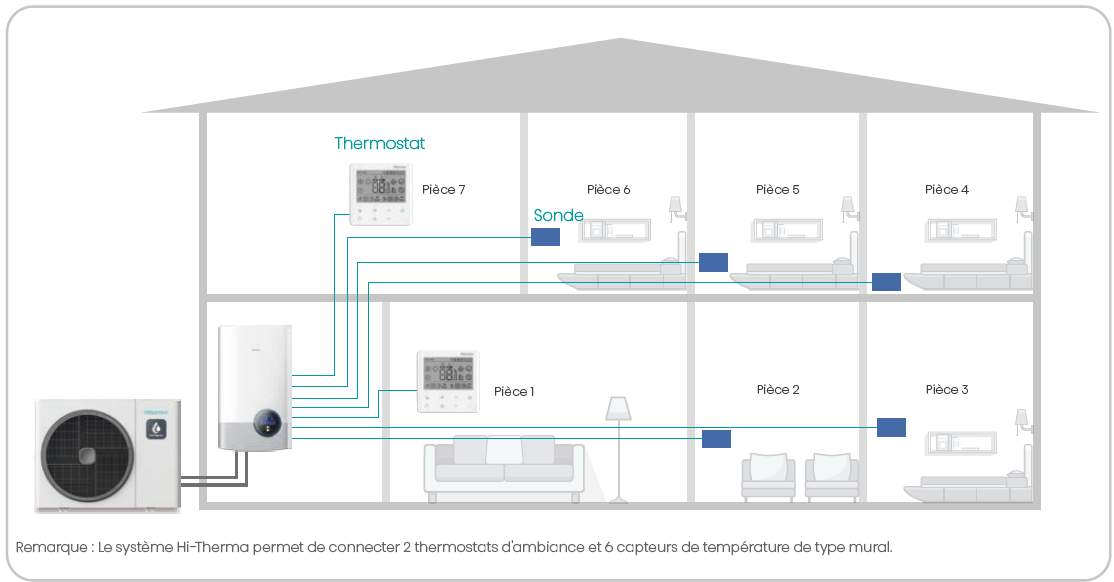 Thermostat
Pièce 7
Pièce 6
Pièce 5
Pièce 4
Sonde
Pièce 1
Pièce 2
Pièce 3
Hisense
Remarque : Le système Hi-Therma permet de connecter 2 thermostats d'ambiance et 6 capteurs de température de type mural.